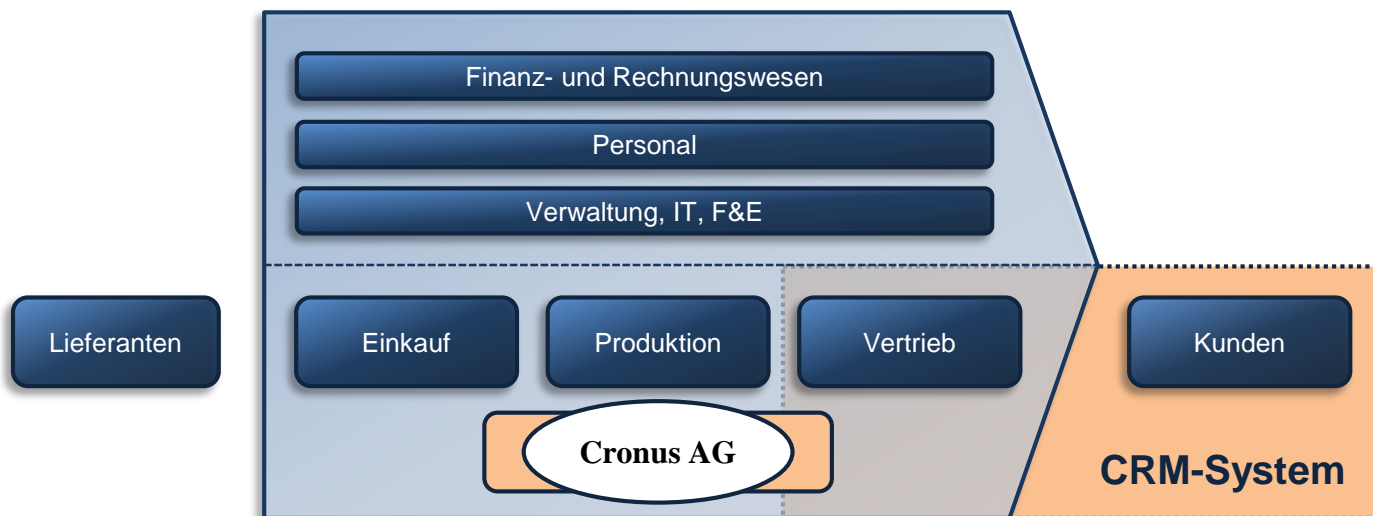 Finanz- und Rechnungswesen
Personal
Verwaltung, IT, F&E
Lieferanten
Einkauf
Produktion
Vertrieb
Kunden
Cronus AG
CRM-System